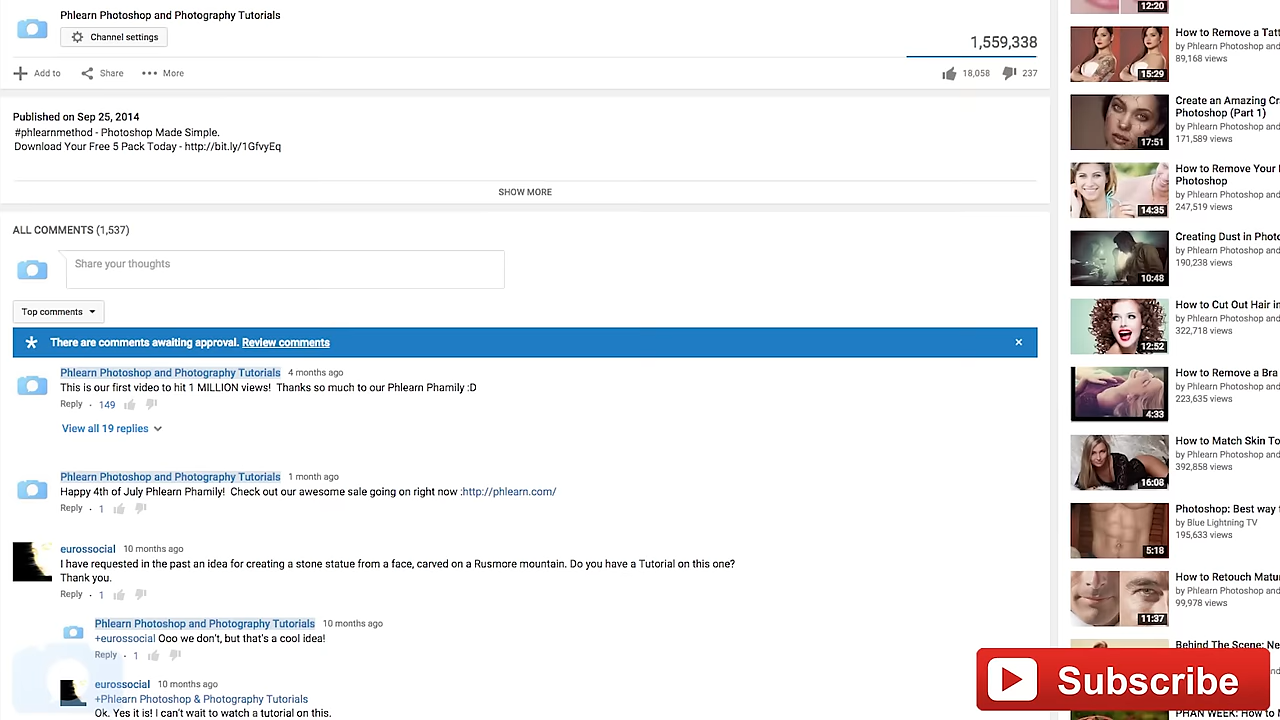 Phlearn Photoshop and Photography Tutorials
Channel settings
1,559,338
Add to
Share
More
18,058
237
Published on Sep 25, 2014
#phlearnmethod - Photoshop Made Simple.
Download Your Free 5 Pack Today - http://bit.ly/1GfvyEq
SHOW MORE
ALL COMMENTS (1,537)
Share your thoughts
Top comments
There are comments awaiting approval. Review comments
×
Phlearn Photoshop and Photography Tutorials 4 months ago
This is our first video to hit 1 MILLION views! Thanks so much to our Phlearn Phamily :D
Reply · 149
View all 19 replies
Phlearn Photoshop and Photography Tutorials 1 month ago
Happy 4th of July Phlearn Phamily! Check out our awesome sale going on right now :http://phlearn.com/
Reply · 1
eurossocial 10 months ago
I have requested in the past an idea for creating a stone statue from a face, carved in Rusmore mountain. Do you have a Tutorial on this one?
Thank you.
Reply · 1
Phlearn Photoshop and Photography Tutorials 10 months ago
+eurossocial Ooo we don't, but that's a cool idea!
Reply · 1
eurossocial 10 months ago
+Phlearn Photoshop & Photography Tutorials
Ok. Yes it is! I can't wait to watch a tutorial on this.
12:20
How to Remove a Tatt
by Phlearn Photoshop and
89,168 views
15:29
Create an Amazing Cr
Photoshop (Part 1)
by Phlearn Photoshop and
171,589 views
17:51
How to Remove Your
Photoshop
by Phlearn Photoshop and
247,519 views
14:35
Creating Dust in Photo
by Phlearn Photoshop and
190,238 views
10:48
How to Cut Out Hair in
by Phlearn Photoshop and
322,718 views
12:52
How to Remove a Bra
by Phlearn Photoshop and
223,635 views
4:33
How to Match Skin To
by Phlearn Photoshop and
392,858 views
16:08
Photoshop: Best way
by Blue Lightning TV
195,633 views
5:18
How to Retouch Matu
by Phlearn Photoshop and
99,978 views
11:37
Behind The Scene: Ne
Subscribe
PHAN WEEK: How to M